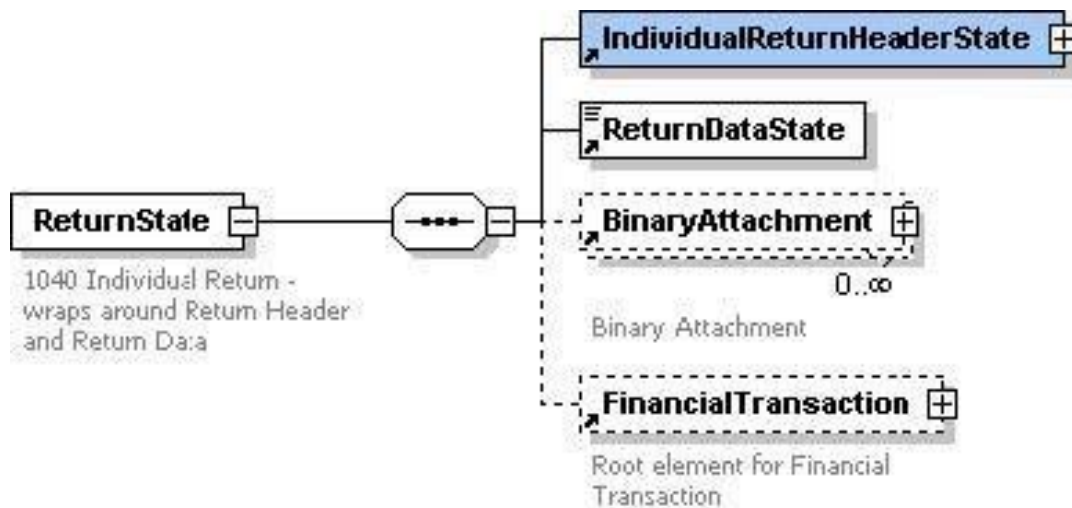 IndividualReturnHeaderState
ReturnDataState
ReturnState
1040 Individual Return -
wraps around Return Header
and Return Data
BinaryAttachment
0..∞
Binary Attachment
FinancialTransaction
Root element for Financial
Transaction